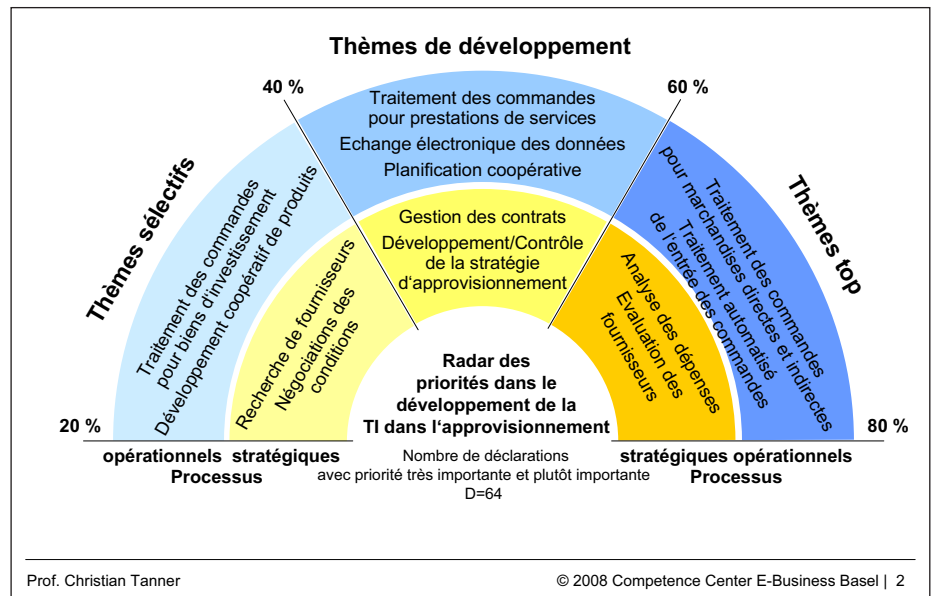 Thèmes de développement
40 %
60 %
Traitement des commandes
pour prestations de services
Echange électronique des données
Planification coopérative
Thèmes sélectifs
Thèmes top
Traitement des commandes
pour biens d'investissement
Développement coopératif de produits
Recherche de fournisseurs
Négociations des
conditions
Gestion des contrats
Développement/Contrôle
de la stratégie
d'approvisionnement
Analyse des dépenses
Evaluation des
fournisseurs
Traitement des commandes
pour marchandises directes et indirectes
Traitement automatisé
de l'entrée des commandes
Radar des
priorités dans le
développement de la
TI dans l'approvisionnement
20 %
80 %
opérationnels stratégiques
Processus
Nombre de déclarations
avec priorité très importante et plutôt importante
D=64
stratégiques opérationnels
Processus
Prof. Christian Tanner
© 2008 Competence Center E-Business Basel | 2